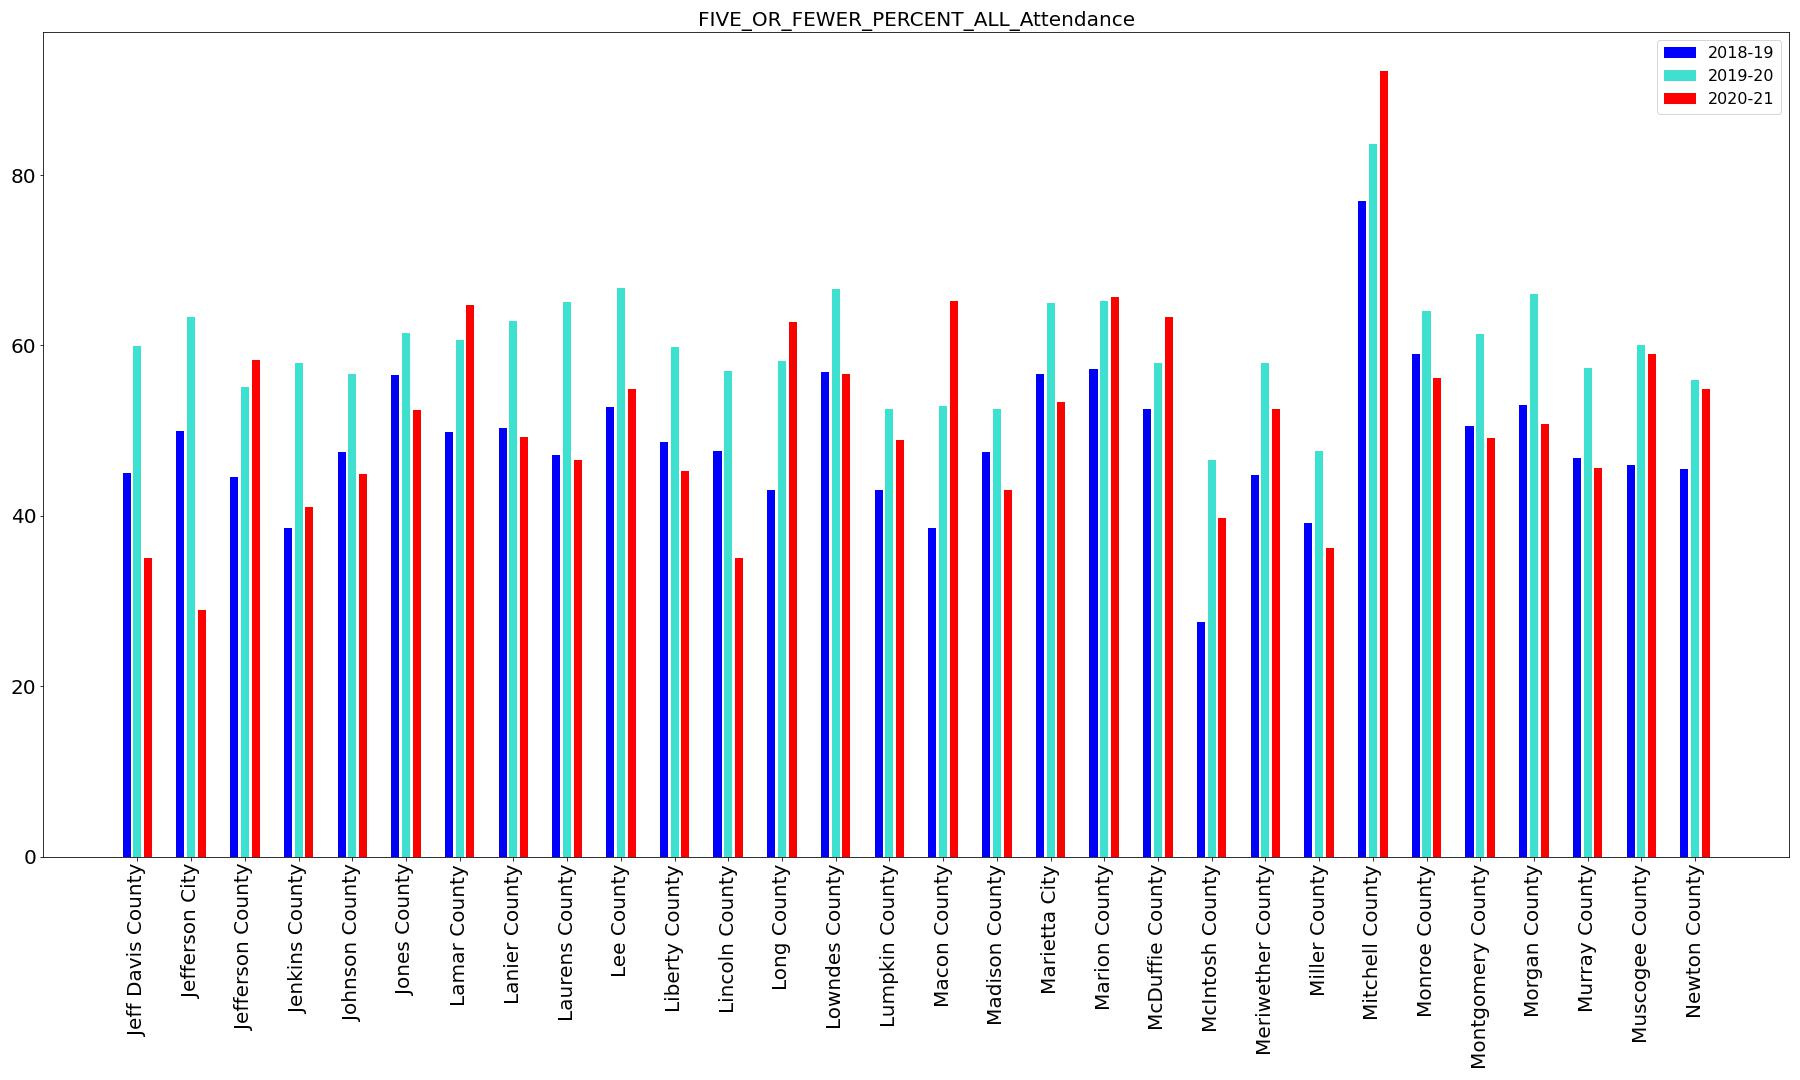 FIVE_OR_FEWER_PERCENT_ALL_Attendance
2018-19
2019-20
2020-21
80
60
40
20
0
Jeff Davis County
Jefferson City
Jefferson County
Jenkins County
Johnson County
Jones County
Lamar County
Lanier County
Laurens County
Lee County
Liberty County
Lincoln County
Long County
Lowndes County
Lumpkin County
Macon County
Madison County
Marietta City
Marion County
McDuffie County
McIntosh County
Meriwether County
Miller County
Mitchell County
Monroe County
Montgomery County
Morgan County
Murray County
Muscogee County
Newton County